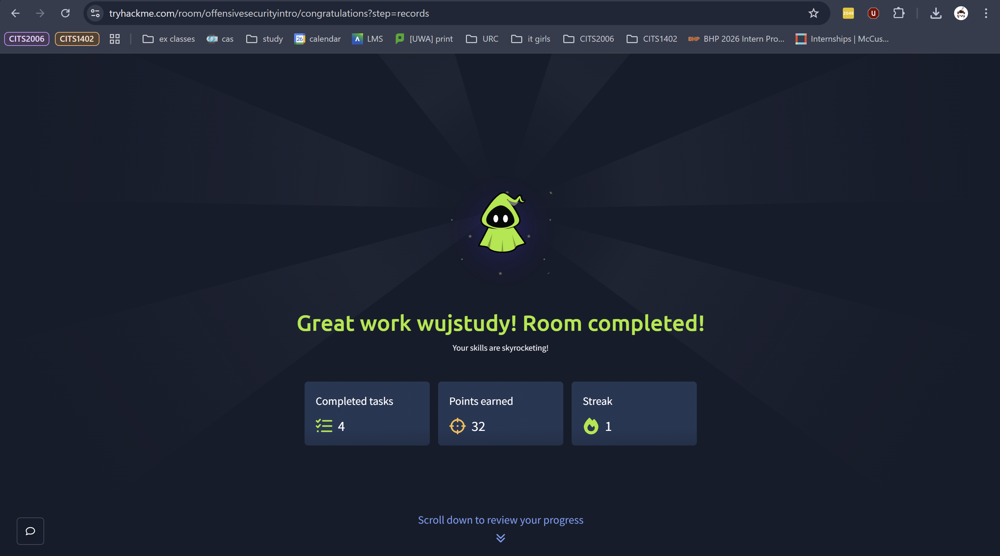 tryhackme.com/room/offensivesecurityintro/congratulations?step=records
2048
U
CITS2006 CITS1402 ex classes cas study 26 calendar LMS [UWA] print URC it girls CITS2006 CITS1402 BHP BHP 2026 Intern Pro... Internships | McCus...
Great work wujstudy! Room completed!
Your skills are skyrocketing!
Completed tasks
4
Points earned
32
Streak
1
Scroll down to review your progress